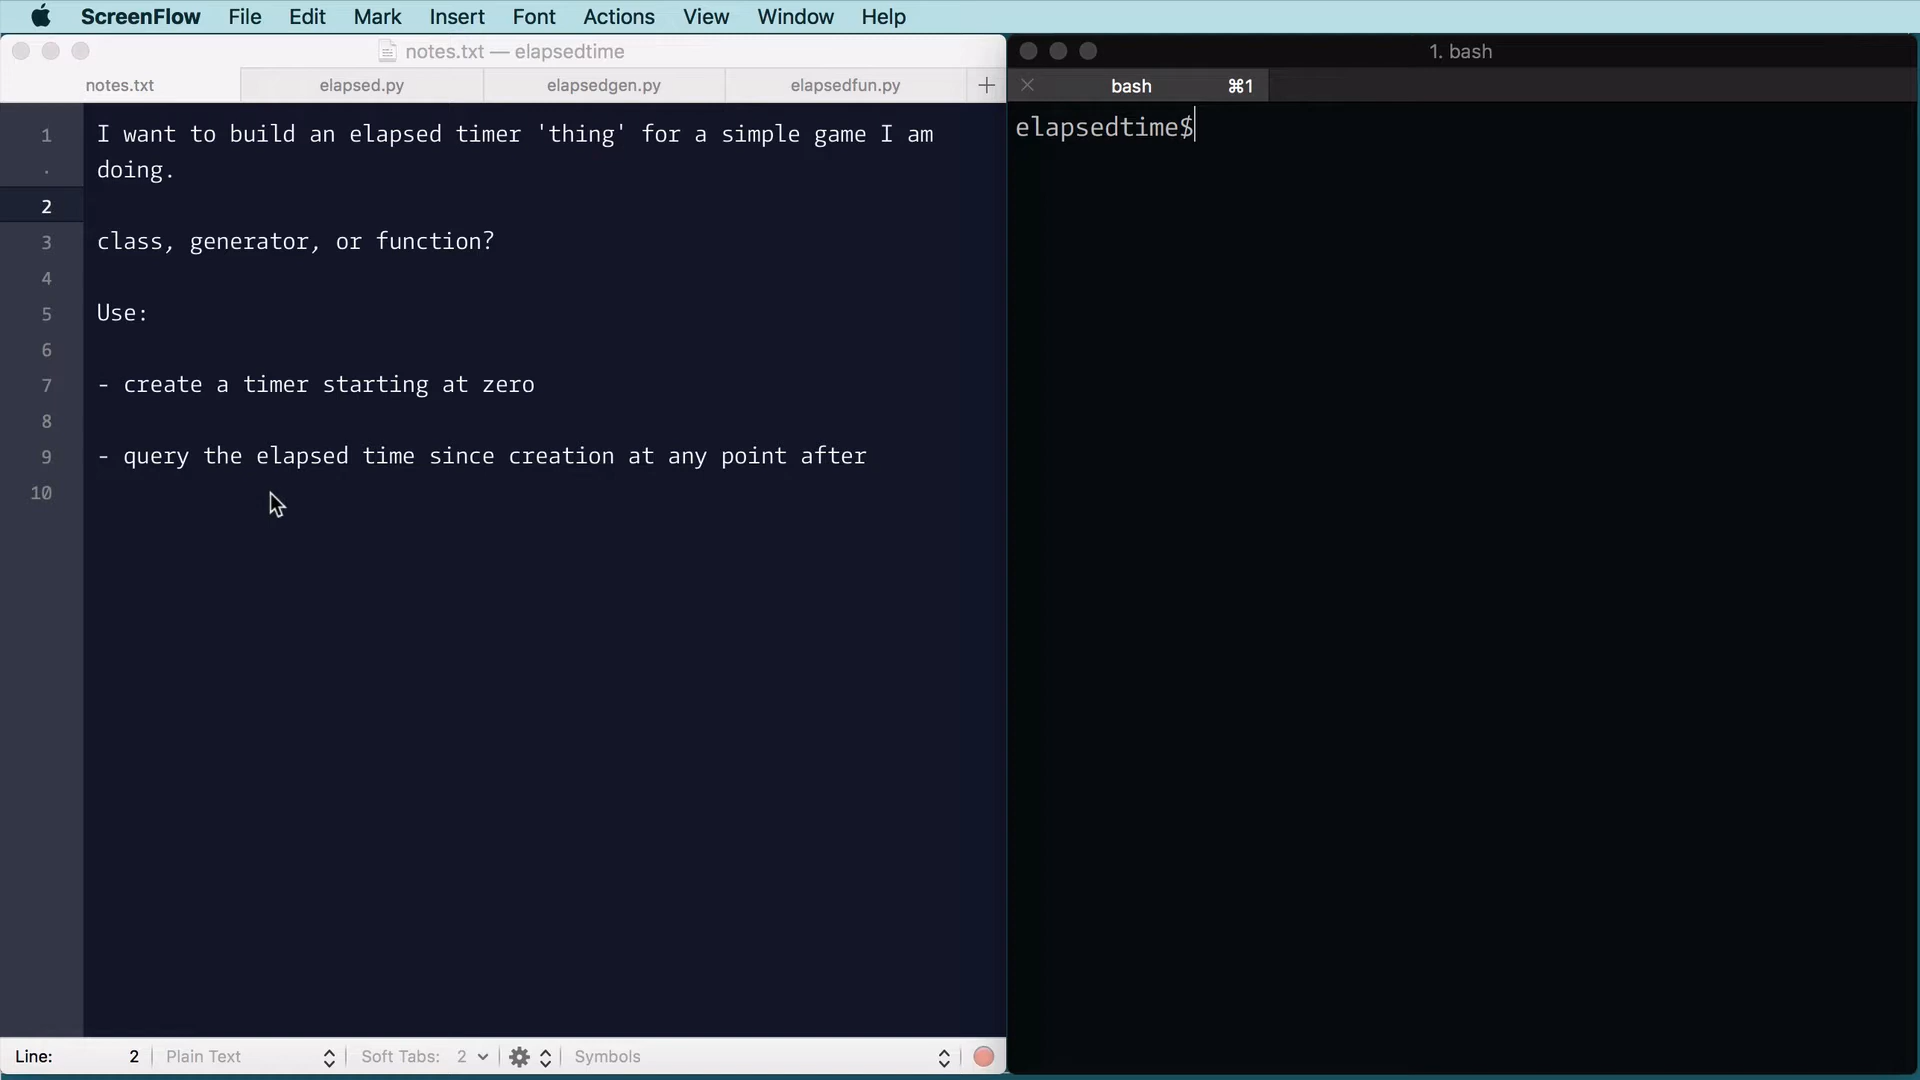 ScreenFlow File Edit Mark Insert Font Actions View Window Help
notes.txt — elapsedtime
notes.txt elapsed.py elapsedgen.py elapsedfun.py +
1 I want to build an elapsed timer 'thing' for a simple game I am
. doing.
2
3 class, generator, or function?
4
5 Use:
6
7 - create a timer starting at zero
8
9 - query the elapsed time since creation at any point after
10
Line: 2 Plain Text Soft Tabs: 2 Symbols
1. bash
bash ⌘1
elapsedtime$